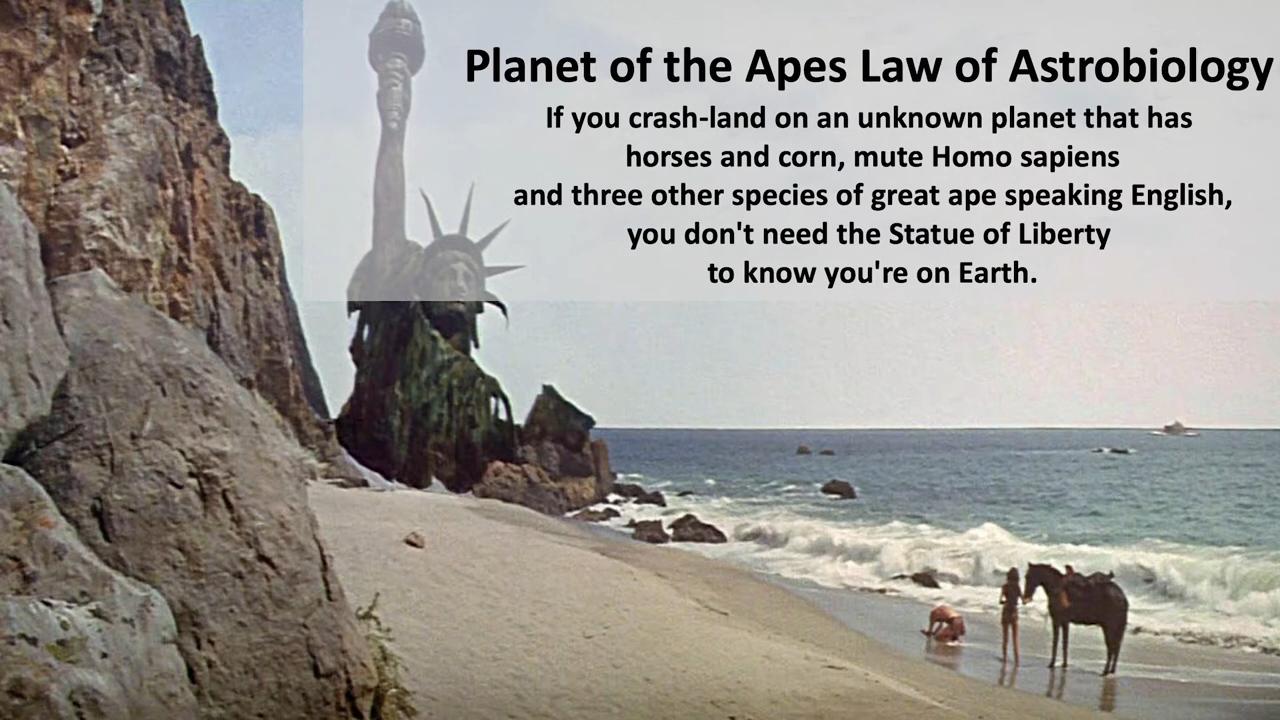 Planet of the Apes Law of Astrobiology
If you crash-land on an unknown planet that has
horses and corn, mute Homo sapiens
and three other species of great ape speaking English,
you don't need the Statue of Liberty
to know you're on Earth.